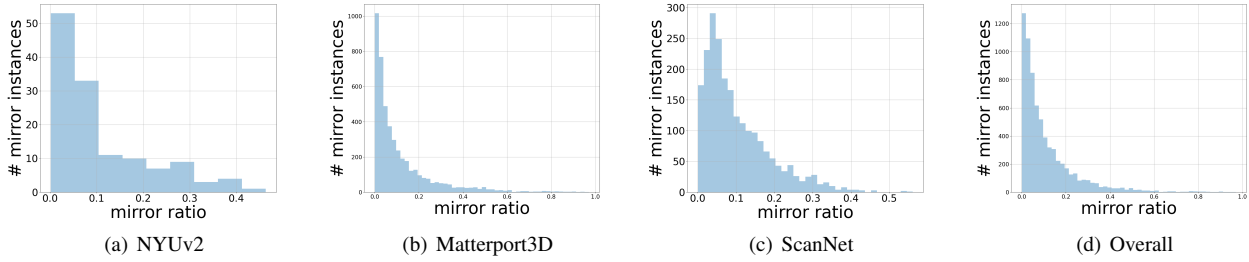 # mirror instances
50
40
30
20
10
0
0.0 0.1 0.2 0.3 0.4
mirror ratio
(a) NYUv2
# mirror instances
1000
800
600
400
200
0
0.0 0.2 0.4 0.6 0.8 1.0
mirror ratio
(b) Matterport3D
# mirror instances
300
250
200
150
100
50
0
0.0 0.1 0.2 0.3 0.4 0.5
mirror ratio
(c) ScanNet
# mirror instances
1200
1000
800
600
400
200
0
0.0 0.2 0.4 0.6 0.8 1.0
mirror ratio
(d) Overall